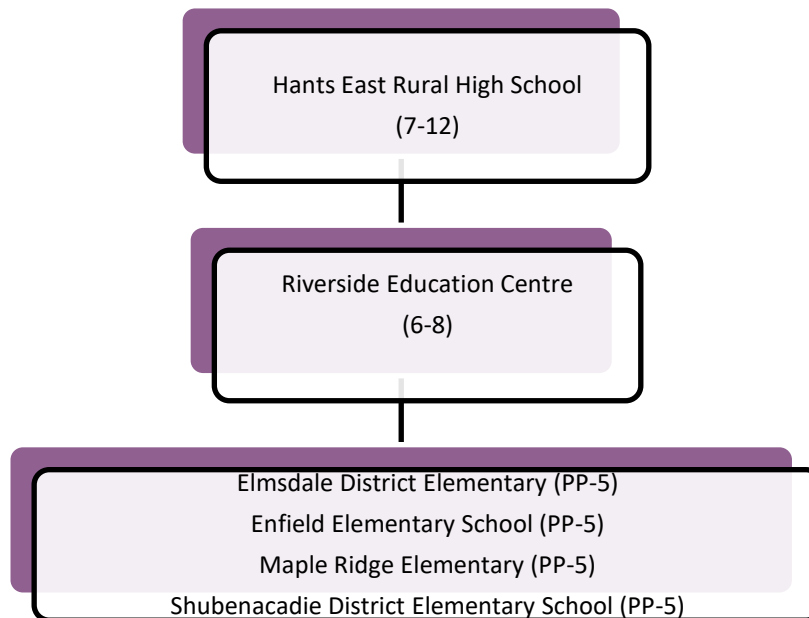 Hants East Rural High School
(7-12)
Riverside Education Centre
(6-8)
Elmsdale District Elementary (PP-5)
Enfield Elementary School (PP-5)
Maple Ridge Elementary (PP-5)
Shubenacadie District Elementary School (PP-5)